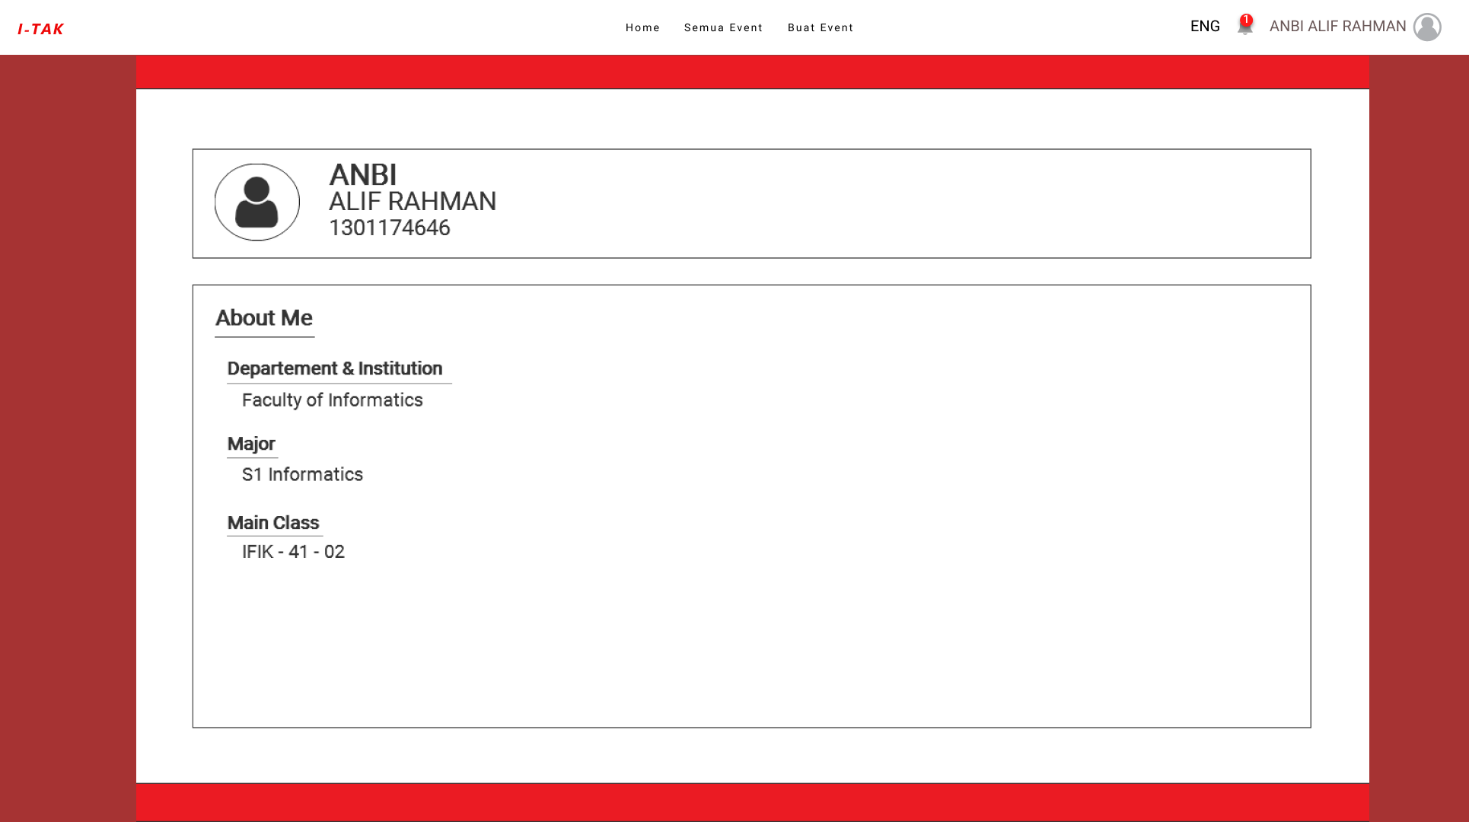 I-TAK
Home Semua Event Buat Event
ENG 1 ANBI ALIF RAHMAN
ANBI
ALIF RAHMAN
1301174646
About Me
Departement & Institution
Faculty of Informatics
Major
S1 Informatics
Main Class
IFIK - 41 - 02